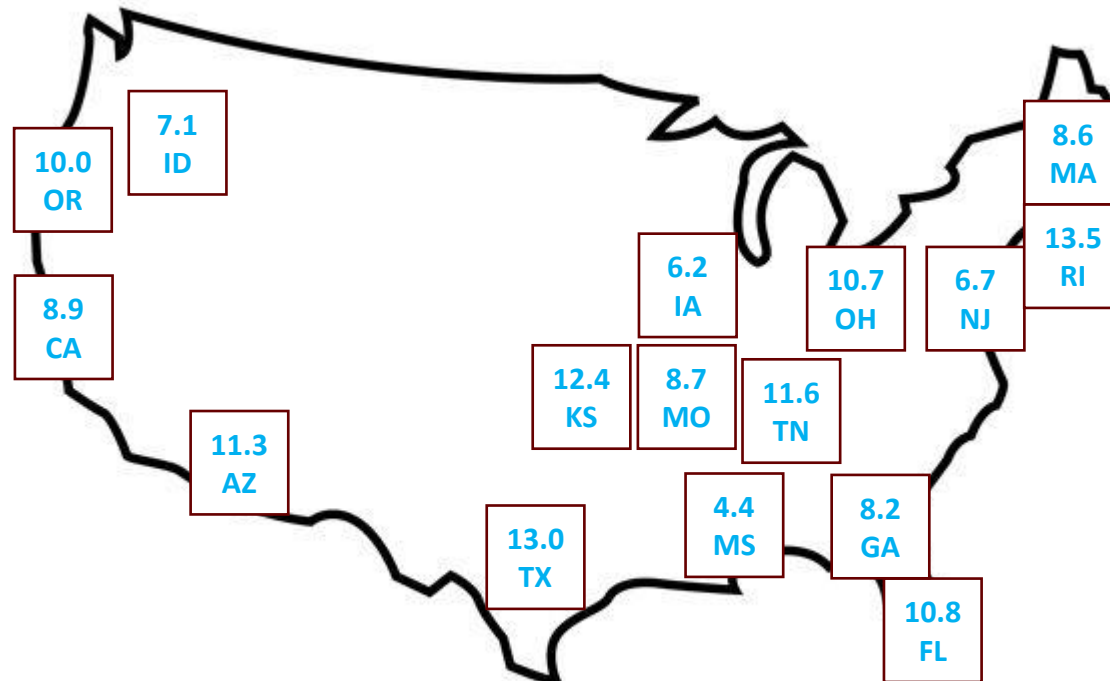 7.1
ID
8.6
MA
10.0
OR
13.5
RI
6.2
IA
10.7
OH
6.7
NJ
8.9
CA
12.4
KS
8.7
MO
11.6
TN
11.3
AZ
4.4
MS
8.2
GA
13.0
TX
10.8
FL